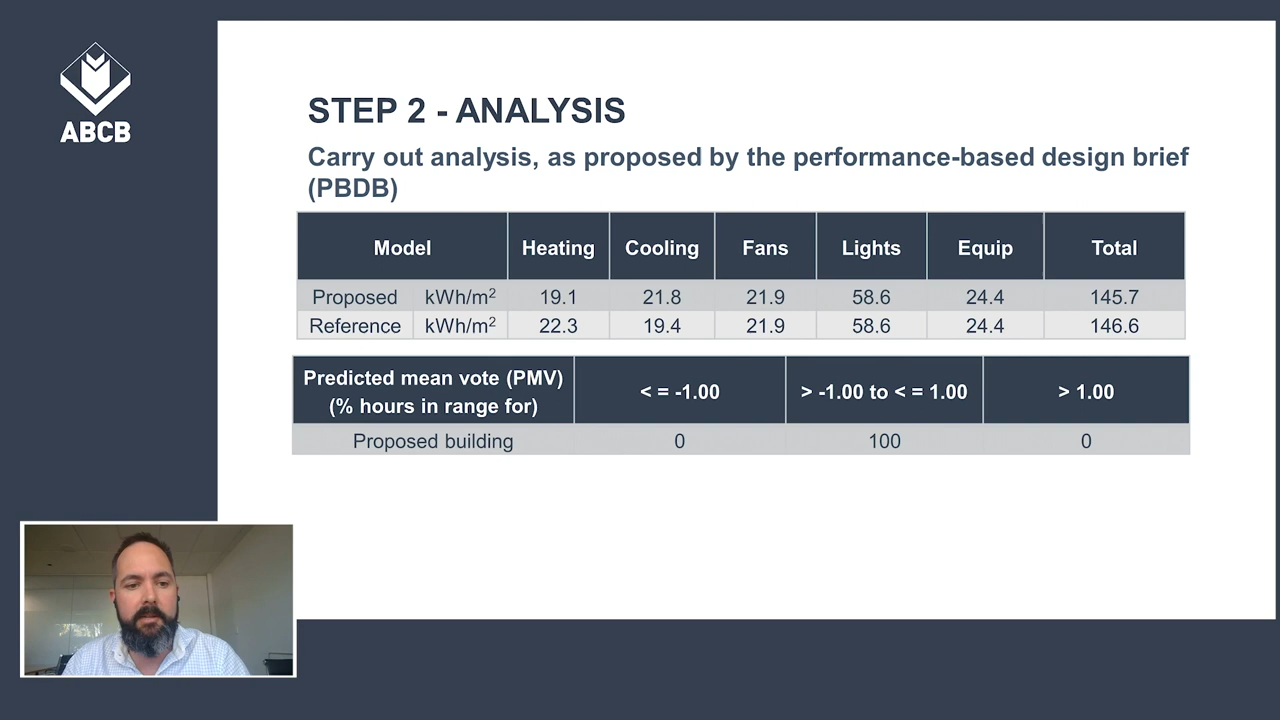 ABCB
STEP 2 - ANALYSIS
Carry out analysis, as proposed by the performance-based design brief
(PBDB)
Model Heating Cooling Fans Lights Equip Total
Proposed kWh/m² 19.1 21.8 21.9 58.6 24.4 145.7
Reference kWh/m² 22.3 19.4 21.9 58.6 24.4 146.6
Predicted mean vote (PMV)
(% hours in range for) < = -1.00 > -1.00 to < = 1.00 > 1.00
Proposed building 0 100 0